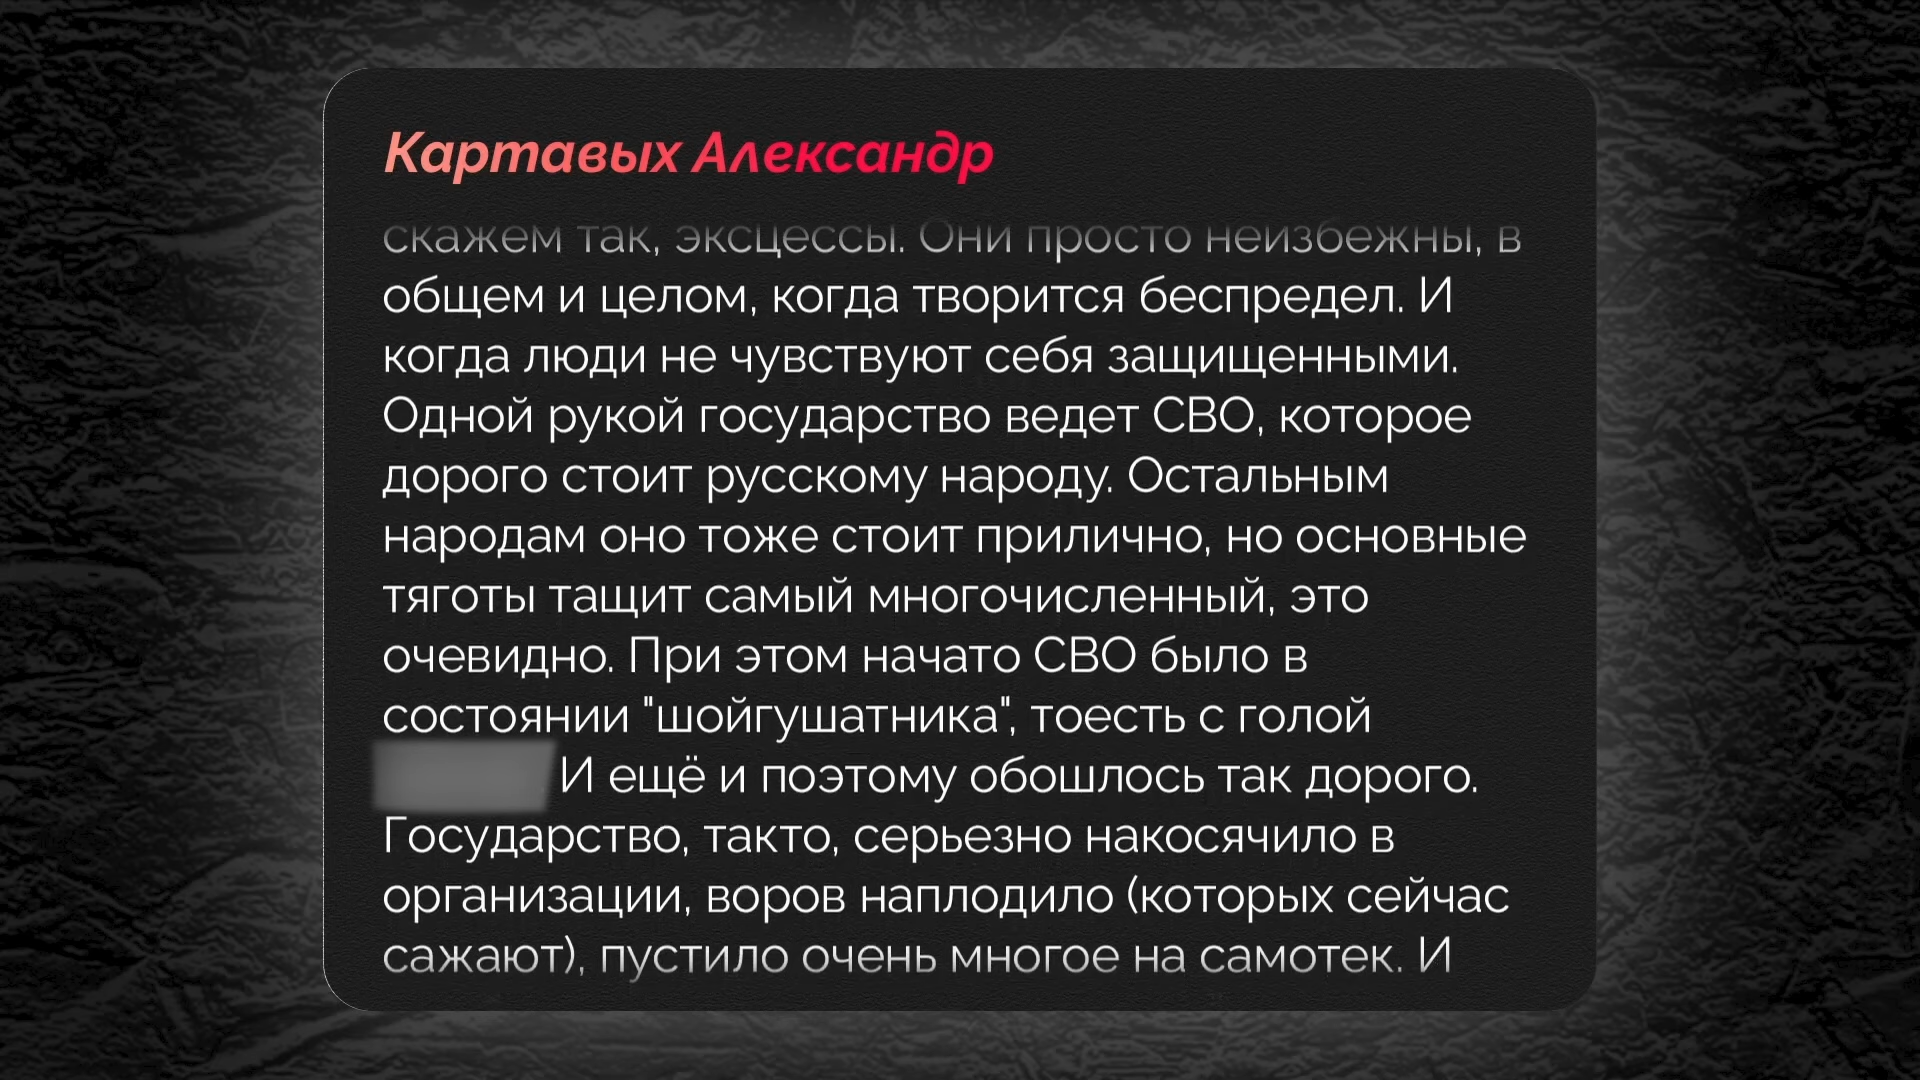 Картавых Александр
скажем так, эксцессы. Они просто неизбежны, в
общем и целом, когда творится беспредел. И
когда люди не чувствуют себя защищенными.
Одной рукой государство ведет СВО, которое
дорого стоит русскому народу. Остальным
народам оно тоже стоит прилично, но основные
тяготы тащит самый многочисленный, это
очевидно. При этом начато СВО было в
состоянии "шойгушатника", тоесть с голой
И ещё и поэтому обошлось так дорого.
Государство, такто, серьезно накосячило в
организации, воров наплодило (которых сейчас
сажают), пустило очень многое на самотек. И